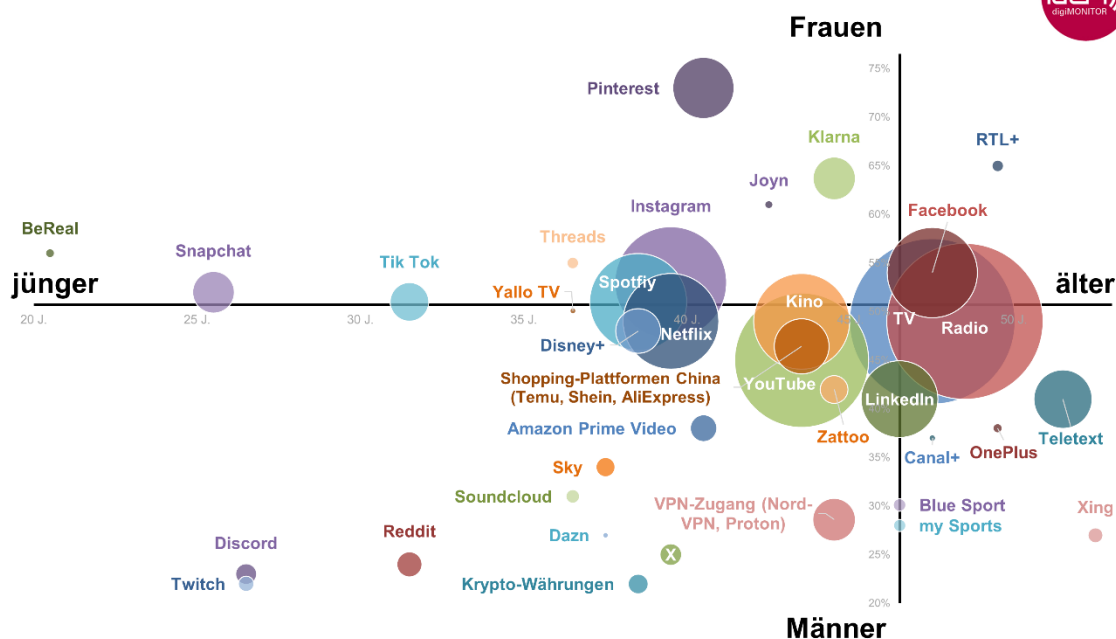 digiMONITOR
Frauen
75%
Pinterest
70%
Klarna
RTL+
65%
Joyn
Instagram
60%
Facebook
BeReal
Snapchat
Threads
Tik Tok
Spotfiy
jünger
älter
Yallo TV
Kino
TV
Radio
20 J.
25 J.
30 J.
35 J.
40 J.
50 J.
Netflix
Disney+
Shopping-Plattformen China
(Temu, Shein, AliExpress)
YouTube
LinkedIn
Amazon Prime Video
Zattoo
Teletext
OnePlus
Canal+
35%
Sky
Soundcloud
VPN-Zugang (Nord-
VPN, Proton)
30%
Blue Sport
my Sports
Xing
Reddit
Dazn
Discord
X
25%
Twitch
Krypto-Währungen
20%
Männer